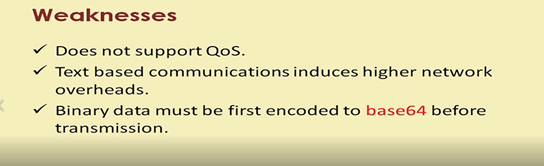 Weaknesses
✓ Does not support QoS.
✓ Text based communications induces higher network
overheads.
✓ Binary data must be first encoded to base64 before
transmission.